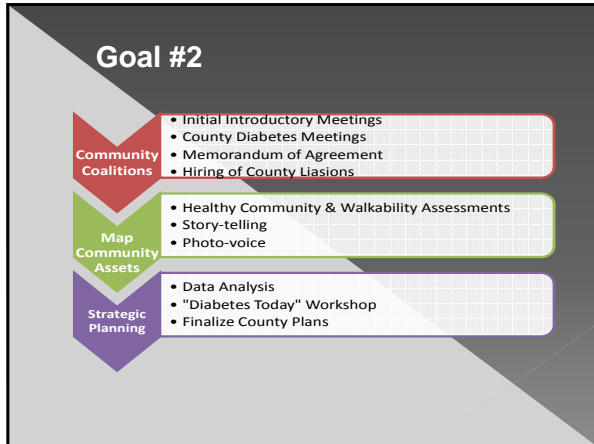 Goal #2
Community
Coalitions
• Initial Introductory Meetings
• County Diabetes Meetings
• Memorandum of Agreement
• Hiring of County Liasions
Map
Community
Assets
• Healthy Community & Walkability Assessments
• Story-telling
• Photo-voice
Strategic
Planning
• Data Analysis
• "Diabetes Today" Workshop
• Finalize County Plans